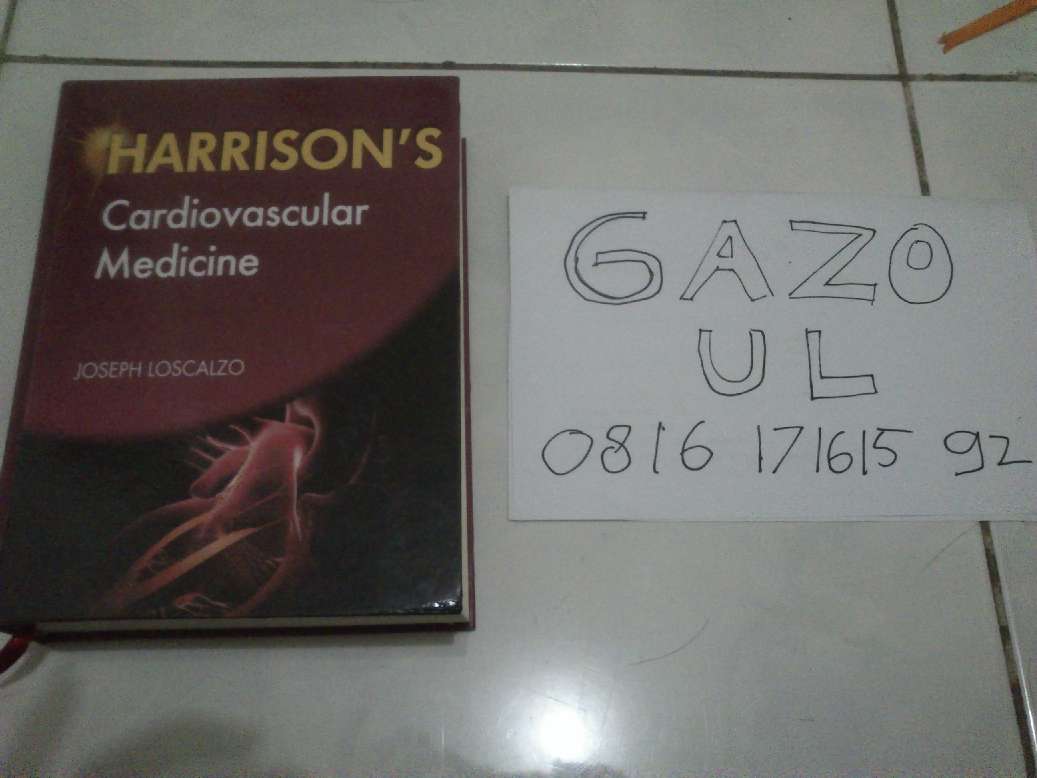 HARRISON'S
Cardiovascular
Medicine
JOSEPH LOSCALZO
GAZO
UL
0816 171615 92